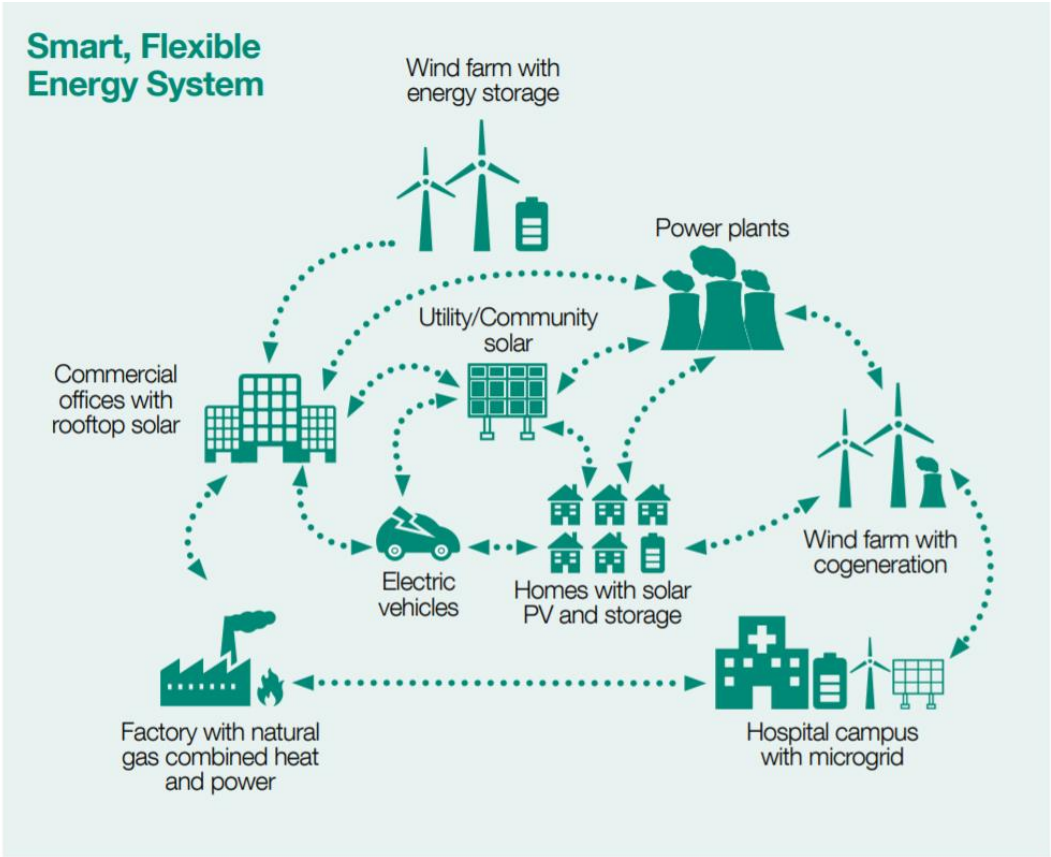 Smart, Flexible
Energy System
Wind farm with
energy storage
Power plants
Utility/Community
solar
Commercial
offices with
rooftop solar
Wind farm with
cogeneration
Electric
vehicles
Homes with solar
PV and storage
Factory with natural
gas combined heat
and power
Hospital campus
with microgrid